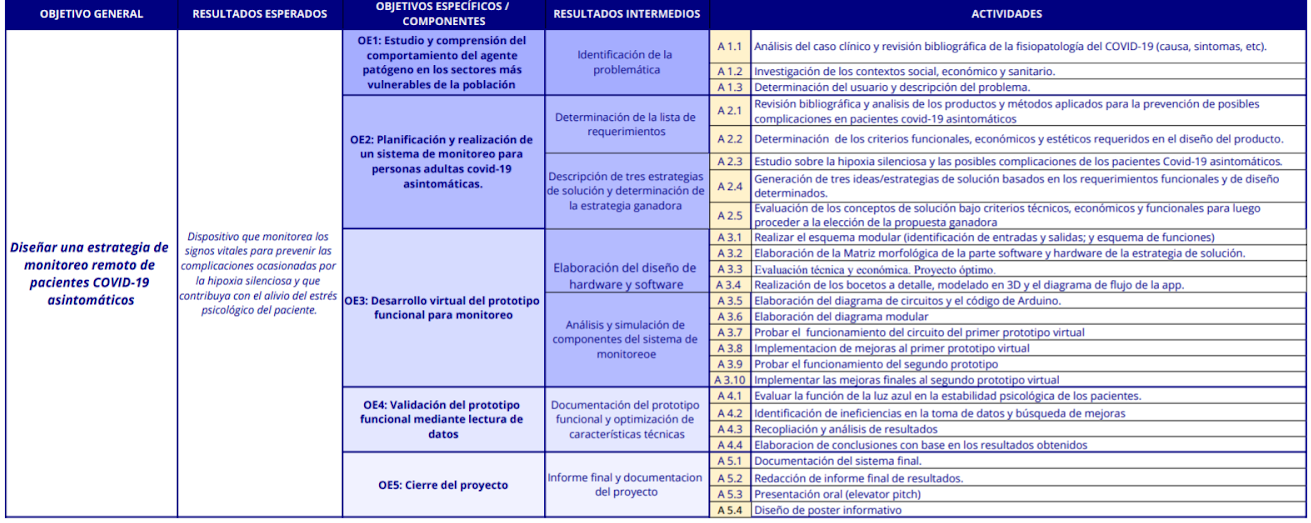 OBJETIVO GENERAL
RESULTADOS ESPERADOS
OBJETIVOS ESPECÍFICOS /
COMPONENTES
RESULTADOS INTERMEDIOS
ACTIVIDADES
Diseñar una estrategia de
monitoreo remoto de
pacientes COVID-19
asintomáticos
Dispositivo que monitorea los
signos vitales para prevenir las
complicaciones ocasionadas por
la hipoxia silenciosa y que
contribuya con el alivio del estrés
psicológico del paciente.
OE1: Estudio y comprensión del
comportamiento del agente
patógeno en los sectores más
vulnerables de la población
Identificación de la
problemática
A 1.1 Análisis del caso clínico y revisión bibliográfica de la fisiopatología del COVID-19 (causa, sintomas, etc).
A 1.2 Investigación de los contextos social, económico y sanitario.
A 1.3 Determinación del usuario y descripción del problema.
OE2: Planificación y realización de
un sistema de monitoreo para
personas adultas covid-19
asintomáticas.
Determinación de la lista de
requerimientos
A 2.1 Revisión bibliográfica y analisis de los productos y métodos aplicados para la prevención de posibles
complicaciones en pacientes covid-19 asintomáticos
A 2.2 Determinación de los criterios funcionales, económicos y estéticos requeridos en el diseño del producto.
Descripción de tres estrategias
de solución y determinación de
la estrategia ganadora
A 2.3 Estudio sobre la hipoxia silenciosa y las posibles complicaciones de los pacientes Covid-19 asintomáticos.
A 2.4 Generación de tres ideas/estrategias de solución basados en los requerimientos funcionales y de diseño
determinados.
A 2.5 Evaluación de los conceptos de solución bajo criterios técnicos, económicos y funcionales para luego
proceder a la elección de la propuesta ganadora
OE3: Desarrollo virtual del prototipo
funcional para monitoreo
Elaboración del diseño de
hardware y software
A 3.1 Realizar el esquema modular (identificación de entradas y salidas; y esquema de funciones)
A 3.2 Elaboración de la Matriz morfológica de la parte software y hardware de la estrategia de solución.
A 3.3 Evaluación técnica y económica. Proyecto óptimo.
A 3.4 Realización de los bocetos a detalle, modelado en 3D y el diagrama de flujo de la app.
Análisis y simulación de
componentes del sistema de
monitoreoe
A 3.5 Elaboración del diagrama de circuitos y el código de Arduino.
A 3.6 Elaboración del diagrama modular
A 3.7 Probar el funcionamiento del circuito del primer prototipo virtual
A 3.8 Implementacion de mejoras al primer prototipo virtual
A 3.9 Probar el funcionamiento del segundo prototipo
A 3.10 Implementar las mejoras finales al segundo prototipo virtual
OE4: Validación del prototipo
funcional mediante lectura de
datos
Documentación del prototipo
funcional y optimización de
características técnicas
A 4.1 Evaluar la función de la luz azul en la estabilidad psicológica de los pacientes.
A 4.2 Identificación de ineficiencias en la toma de datos y búsqueda de mejoras
A 4.3 Recopliación y análisis de resultados
A 4.4 Elaboracion de conclusiones con base en los resultados obtenidos
OE5: Cierre del proyecto
Informe final y documentacion
del proyecto
A 5.1 Documentación del sistema final.
A 5.2 Redacción de informe final de resultados.
A 5.3 Presentación oral (elevator pitch)
A 5.4 Diseño de poster informativo